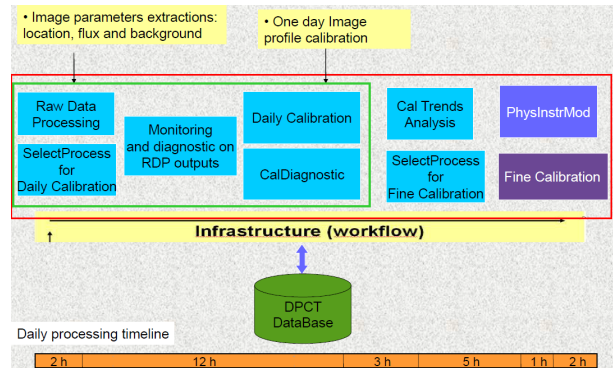 • Image parameters extractions:
location, flux and background
• One day Image
profile calibration
Raw Data
Processing
SelectProcess
for
Daily Calibration
Monitoring
and diagnostic on
RDP outputs
Daily Calibration
CalDiagnostic
Cal Trends
Analysis
SelectProcess
for
Fine Calibration
PhysInstrMod
Fine Calibration
Infrastructure (workflow)
DPCT
DataBase
Daily processing timeline
2 h 12 h 3 h 5 h 1 h 2 h